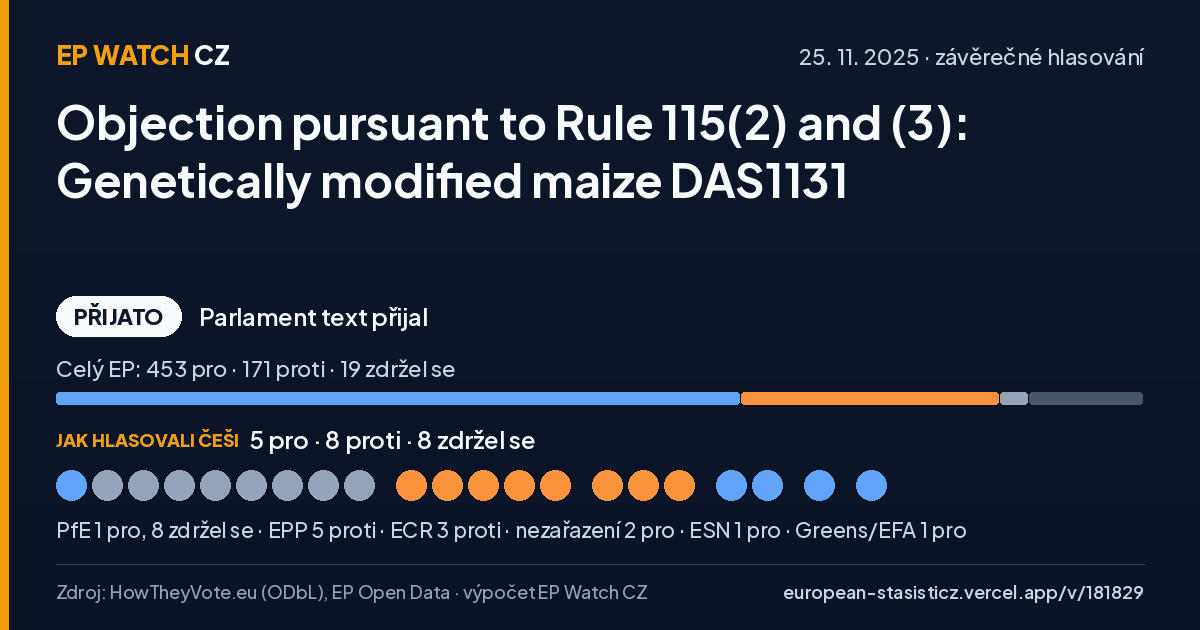 EP WATCH CZ
25. 11. 2025 · závěrečné hlasování
Objection pursuant to Rule 115(2) and (3):
Genetically modified maize DAS1131
PŘIJATO Parlament text přijal
Celý EP: 453 pro · 171 proti · 19 zdržel se
JAK HLASOVALI ČEŠI 5 pro · 8 proti · 8 zdržel se
PfE 1 pro, 8 zdržel se · EPP 5 proti · ECR 3 proti · nezařazení 2 pro · ESN 1 pro · Greens/EFA 1 pro
Zdroj: HowTheyVote.eu (ODbL), EP Open Data · výpočet EP Watch CZ
european-stasisticz.vercel.app/v/181829